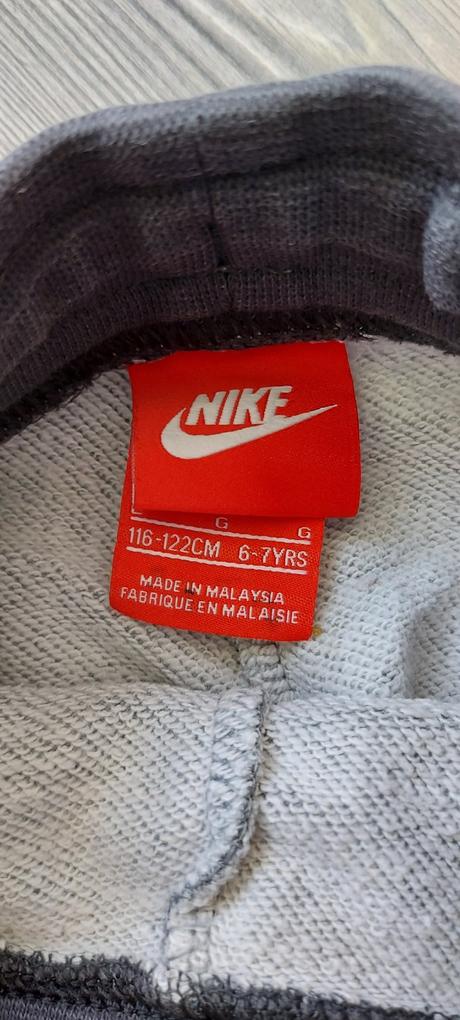 NIKE
G G
116-122CM 6-7YRS
MADE IN MALAYSIA
FABRIQUE EN MALAISIE